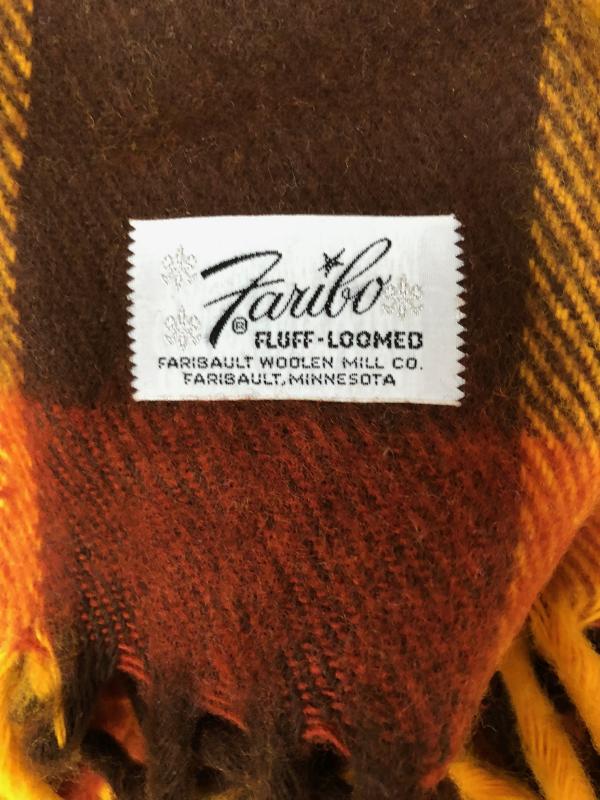 Faribo
® FLUFF-LOOMED
FARIBAULT WOOLEN MILL CO.
FARIBAULT, MINNESOTA